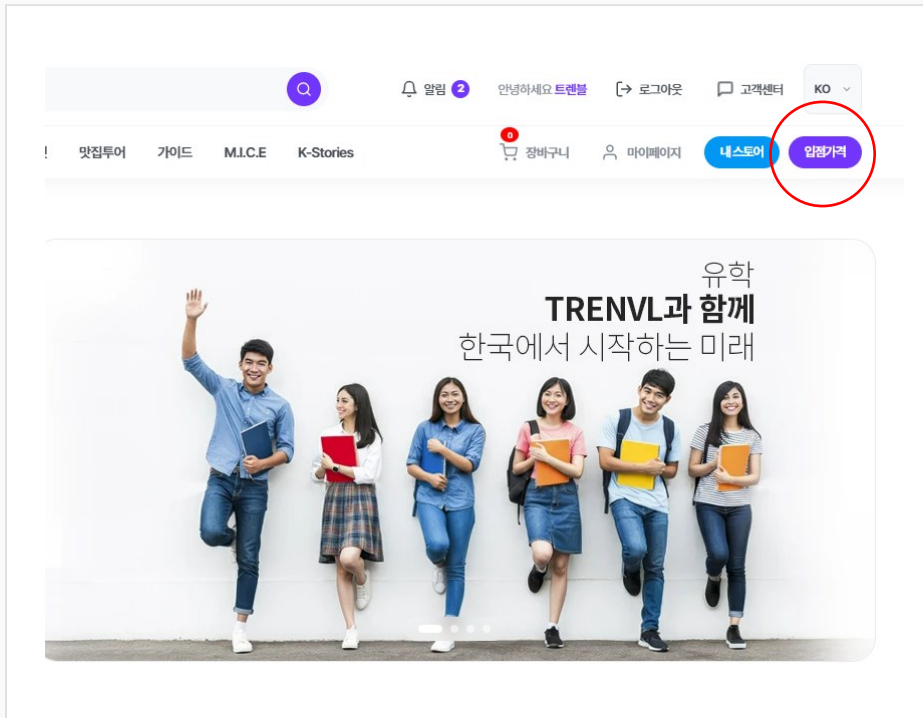 알림 2
안녕하세요 트렌블
로그아웃
고객센터
KO
맛집투어
가이드
M.I.C.E
K-Stories
0
장바구니
마이페이지
내스토어
입점가격
유학
TRENVL과 함께
한국에서 시작하는 미래